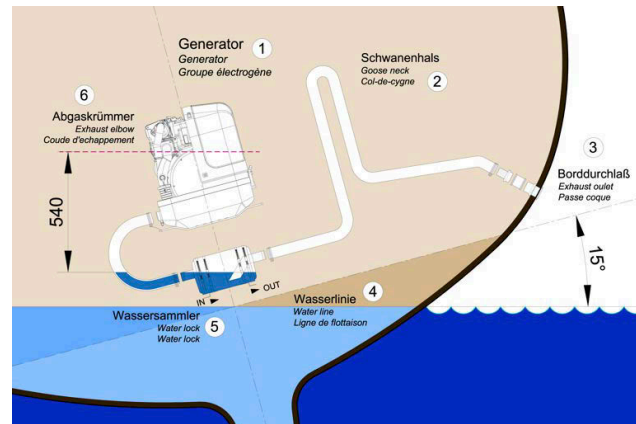 Generator
Generator
Groupe électrogéne
1
Schwanenhals
Goose neck
Col-de-cygne
2
6
Abgaskrümmer
Exhaust elbow
Coude d'echappement
3
Borddurchlaß
Exhaust oulet
Passe coque
540
15°
IN
OUT
Wassersammler
Water lock
Water lock
5
Wasserlinie
Water line
Ligne de flottaison
4